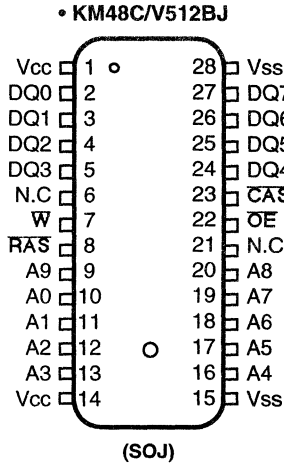 • KM48C/V512BJ
Vcc 1 28 Vss
DQ0 2 27 DQ7
DQ1 3 26 DQ6
DQ2 4 25 DQ5
DQ3 5 24 DQ4
N.C 6 23 CAS
W 7 22 OE
RAS 8 21 N.C
A9 9 20 A8
A0 10 19 A7
A1 11 18 A6
A2 12 17 A5
A3 13 16 A4
Vcc 14 15 Vss
(SOJ)